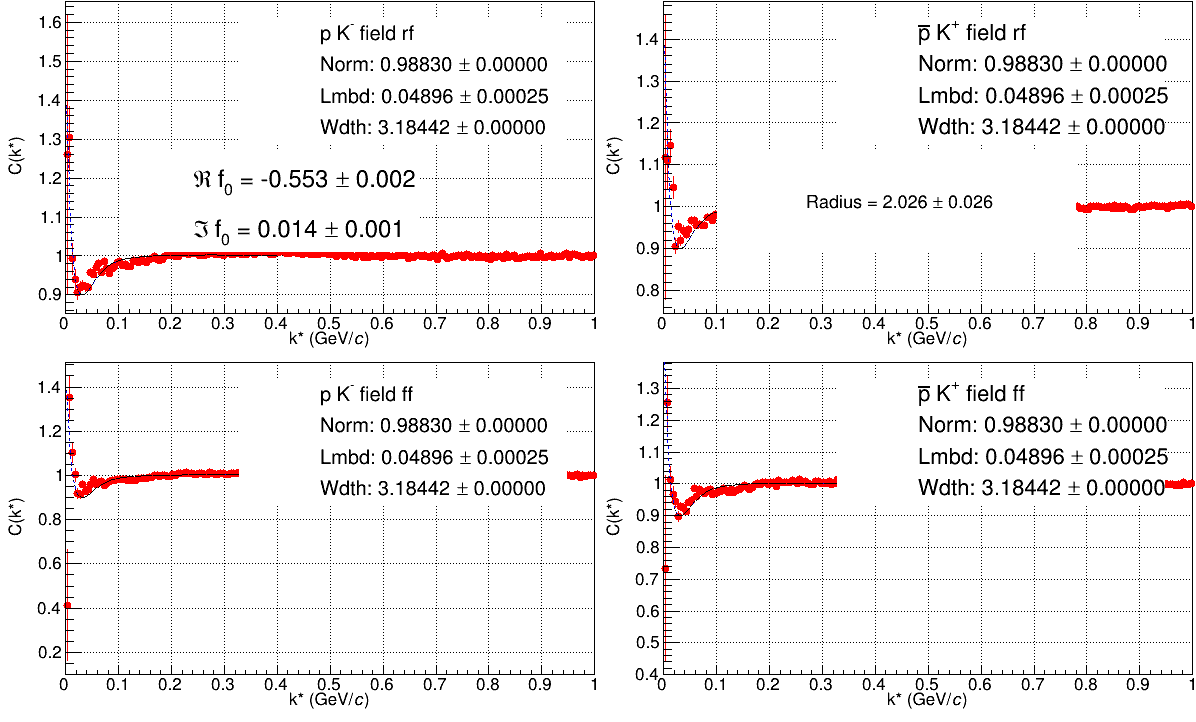 p K⁻ field rf
Norm: 0.98830 ± 0.00000
Lmbd: 0.04896 ± 0.00025
Wdth: 3.18442 ± 0.00000
ℜ f₀ = -0.553 ± 0.002
ℑ f₀ = 0.014 ± 0.001
C(k*)
1.6
1.5
1.4
1.3
1.2
1.1
1
0.9
0 0.1 0.2 0.3 0.4 0.5 0.6 0.7 0.8 0.9 1
k* (GeV/c)
p̅ K⁺ field rf
Norm: 0.98830 ± 0.00000
Lmbd: 0.04896 ± 0.00025
Wdth: 3.18442 ± 0.00000
Radius = 2.026 ± 0.026
C(k*)
1.4
1.3
1.2
1.1
1
0.9
0.8
0 0.1 0.2 0.3 0.4 0.5 0.6 0.7 0.8 0.9 1
k* (GeV/c)
p K⁻ field ff
Norm: 0.98830 ± 0.00000
Lmbd: 0.04896 ± 0.00025
Wdth: 3.18442 ± 0.00000
C(k*)
1.4
1.2
1
0.8
0.6
0.4
0.2
0 0.1 0.2 0.3 0.4 0.5 0.6 0.7 0.8 0.9 1
k* (GeV/c)
p̅ K⁺ field ff
Norm: 0.98830 ± 0.00000
Lmbd: 0.04896 ± 0.00025
Wdth: 3.18442 ± 0.00000
C(k*)
1.3
1.2
1.1
1
0.9
0.8
0.7
0.6
0.5
0.4
0 0.1 0.2 0.3 0.4 0.5 0.6 0.7 0.8 0.9 1
k* (GeV/c)